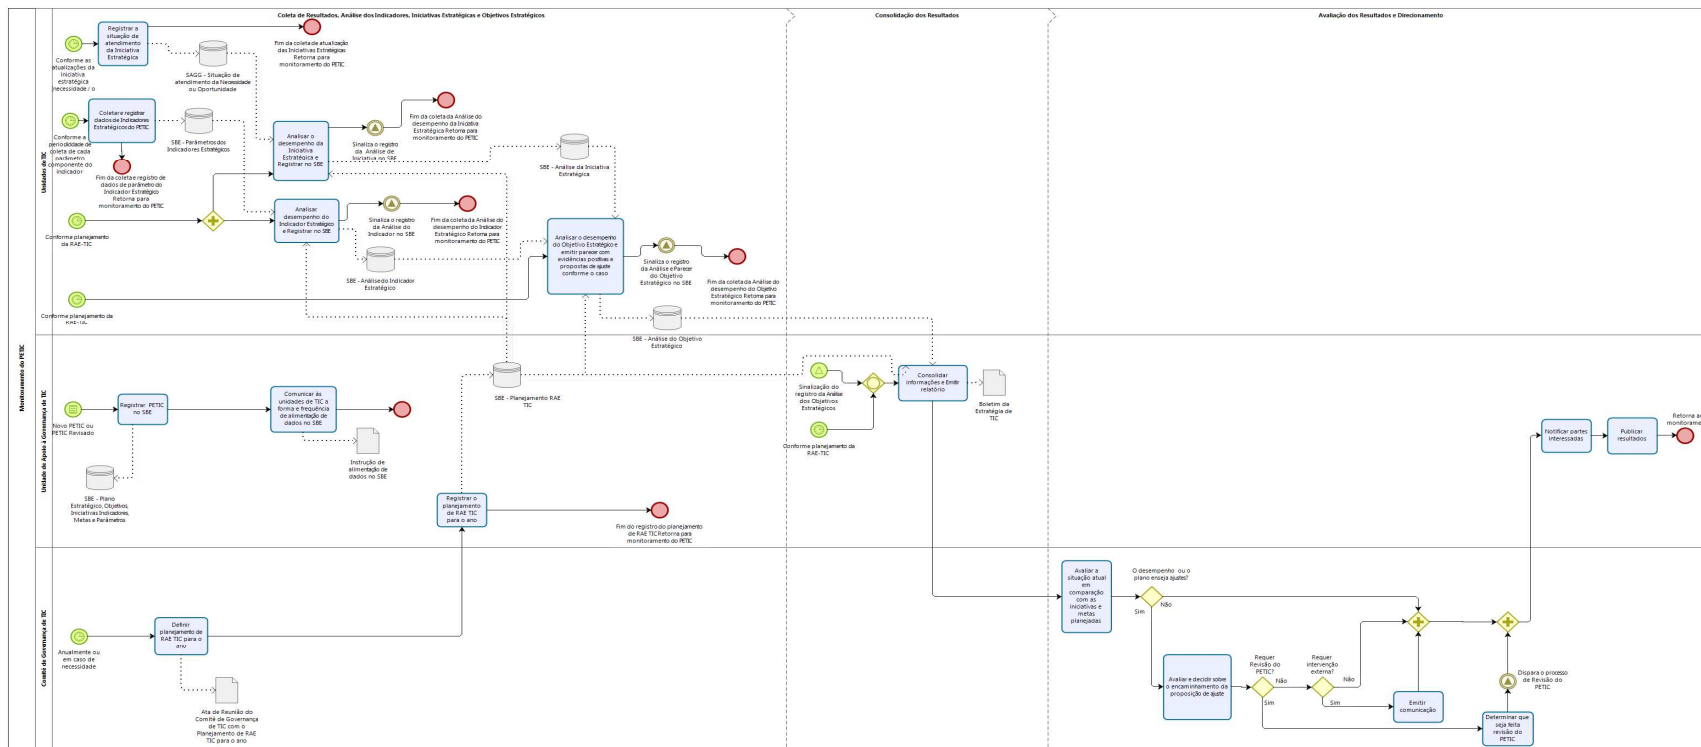 Coleta de Resultados, Análise dos Indicadores, Iniciativas Estratégicas e Objetivos Estratégicos
Consolidação dos Resultados
Avaliação dos Resultados e Direcionamento
Monitoramento do PETIC
Unidades de TIC
Registrar a
situação de
atendimento
da Iniciativa
Estratégica
Conforme as
atualizações da
iniciativa
estratégica
(necessidade / o
Fim da coleta de atualização
das Iniciativas Estratégicas
Retorna para
monitoramento do PETIC
SAGG - Situação de
atendimento da Necesidade
ou Oportunidade
Coletar e registrar
dados de Indicadores
Estratégicos do PETIC
Conforme a
periodicidade de
coleta de cada
parâmetro
componente do
indicador
SBE - Parâmetros dos
Indicadores Estratégicos
Fim da coleta e registro de
dados de parâmetro do
Indicador Estratégico
Retorna para
monitoramento do PETIC
Analisar o
desempenho da
Iniciativa
Estratégica e
Registrar no SBE
Sinaliza o registro
da Análise de
Iniciativa no SBE
Fim da coleta da Análise do
desempenho da Iniciativa
Estratégica Retorna para
monitoramento do PETIC
SBE - Análise da Iniciativa
Estratégica
Conforme planejamento
da RAE-TIC
Analisar
desempenho do
Indicador Estratégico
e Registrar no SBE
Sinaliza o registro
da Análise do
Indicador no SBE
Fim da coleta da Análise do
desempenho do Indicador
Estratégico Retorna para
monitoramento do PETIC
SBE - Análise do Indicador
Estratégico
Analisar o desempenho
do Objetivo Estratégico e
emitir parecer com
evidências positivas e
propostas de ajuste
conforme o caso
Sinaliza o registro
da Análise e Parecer
do Objetivo
Estratégico no SBE
Fim da coleta da Análise do
desempenho do Objetivo
Estratégico Retorna para
monitoramento do PETIC
Conforme planejamento da
RAE-TIC
SBE - Análise do Objetivo
Estratégico
Unidade de Apoio à Governança de TIC
Novo PETIC ou
PETIC Revisado
Registrar PETIC
no SBE
SBE - Plano
Estratégico, Objetivos,
Iniciativas Indicadores,
Metas e Parâmetros
Comunicar às
unidades de TIC a
forma e frequência
de alimentação de
dados no SBE
Instrução de
alimentação de
dados no SBE
SBE - Planejamento RAE
TIC
Registrar o
planejamento
de RAE TIC
para o ano
Fim do registro do planejamento
de RAE TIC Retorna para
monitoramento do PETIC
Sinalização do
registro da Análise
dos Objetivos
Estratégicos
Conforme planejamento da
RAE-TIC
Consolidar
informações e Emitir
relatório
Boletim da
Estratégia de
TIC
Notificar partes
interessadas
Publicar
resultados
Comitê de Governança de TIC
Anualmente ou
em caso de
necessidade
Definir
planejamento de
RAE TIC para o
ano
Ata de Reunião do
Comitê de Governança
de TIC com o
Planejamento de RAE
TIC para o ano
Avaliar a
situação atual
em
comparação
com as
iniciativas e
metas
planejadas
O desempenho ou o
plano enseja ajustes?
Sim
Não
Avaliar e decidir sobre
o encaminhamento da
proposição de ajuste
Requer
Revisão do
PETIC?
Não
Sim
Requer
intervenção
externa?
Não
Sim
Emitir
comunicação
Dispara o processo
de Revisão do
PETIC
Determinar que
seja feita
revisão do
PETIC